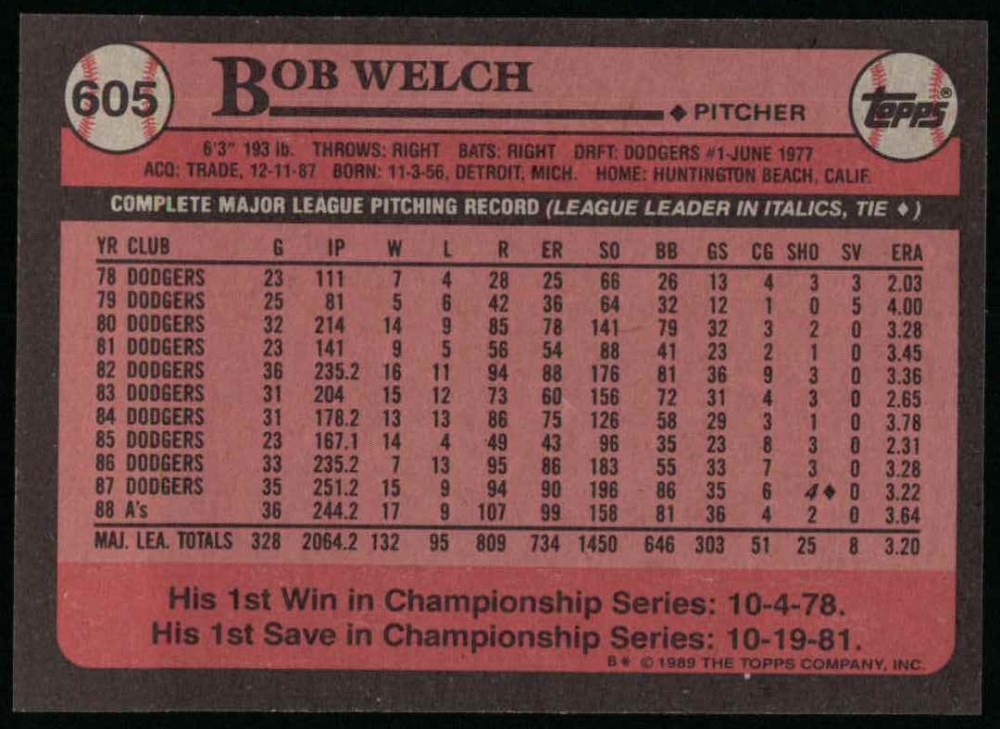 605
BOB WELCH
◆ PITCHER
Topps®
6'3" 193 lb. THROWS: RIGHT BATS: RIGHT DRFT: DODGERS #1-JUNE 1977
ACQ: TRADE, 12-11-87 BORN: 11-3-56, DETROIT, MICH. HOME: HUNTINGTON BEACH, CALIF.
COMPLETE MAJOR LEAGUE PITCHING RECORD (LEAGUE LEADER IN ITALICS, TIE ◆)
YR CLUB G IP W L R ER SO BB GS CG SHO SV ERA
78 DODGERS 23 111 7 4 28 25 66 26 13 4 3 3 2.03
79 DODGERS 25 81 5 6 42 36 64 32 12 1 0 5 4.00
80 DODGERS 32 214 14 9 85 78 141 79 32 3 2 0 3.28
81 DODGERS 23 141 9 5 56 54 88 41 23 2 1 0 3.45
82 DODGERS 36 235.2 16 11 94 88 176 81 36 9 3 0 3.36
83 DODGERS 31 204 15 12 73 60 156 72 31 4 3 0 2.65
84 DODGERS 31 178.2 13 13 86 75 126 58 29 3 1 0 3.78
85 DODGERS 23 167.1 14 4 49 43 96 35 23 8 3 0 2.31
86 DODGERS 33 235.2 7 13 95 86 183 55 33 7 3 0 3.28
87 DODGERS 35 251.2 15 9 94 90 196 86 35 6 4◆ 0 3.22
88 A's 36 244.2 17 9 107 99 158 81 36 4 2 0 3.64
MAJ. LEA. TOTALS 328 2064.2 132 95 809 734 1450 646 303 51 25 8 3.20
His 1st Win in Championship Series: 10-4-78.
His 1st Save in Championship Series: 10-19-81.
B* © 1989 THE TOPPS COMPANY, INC.